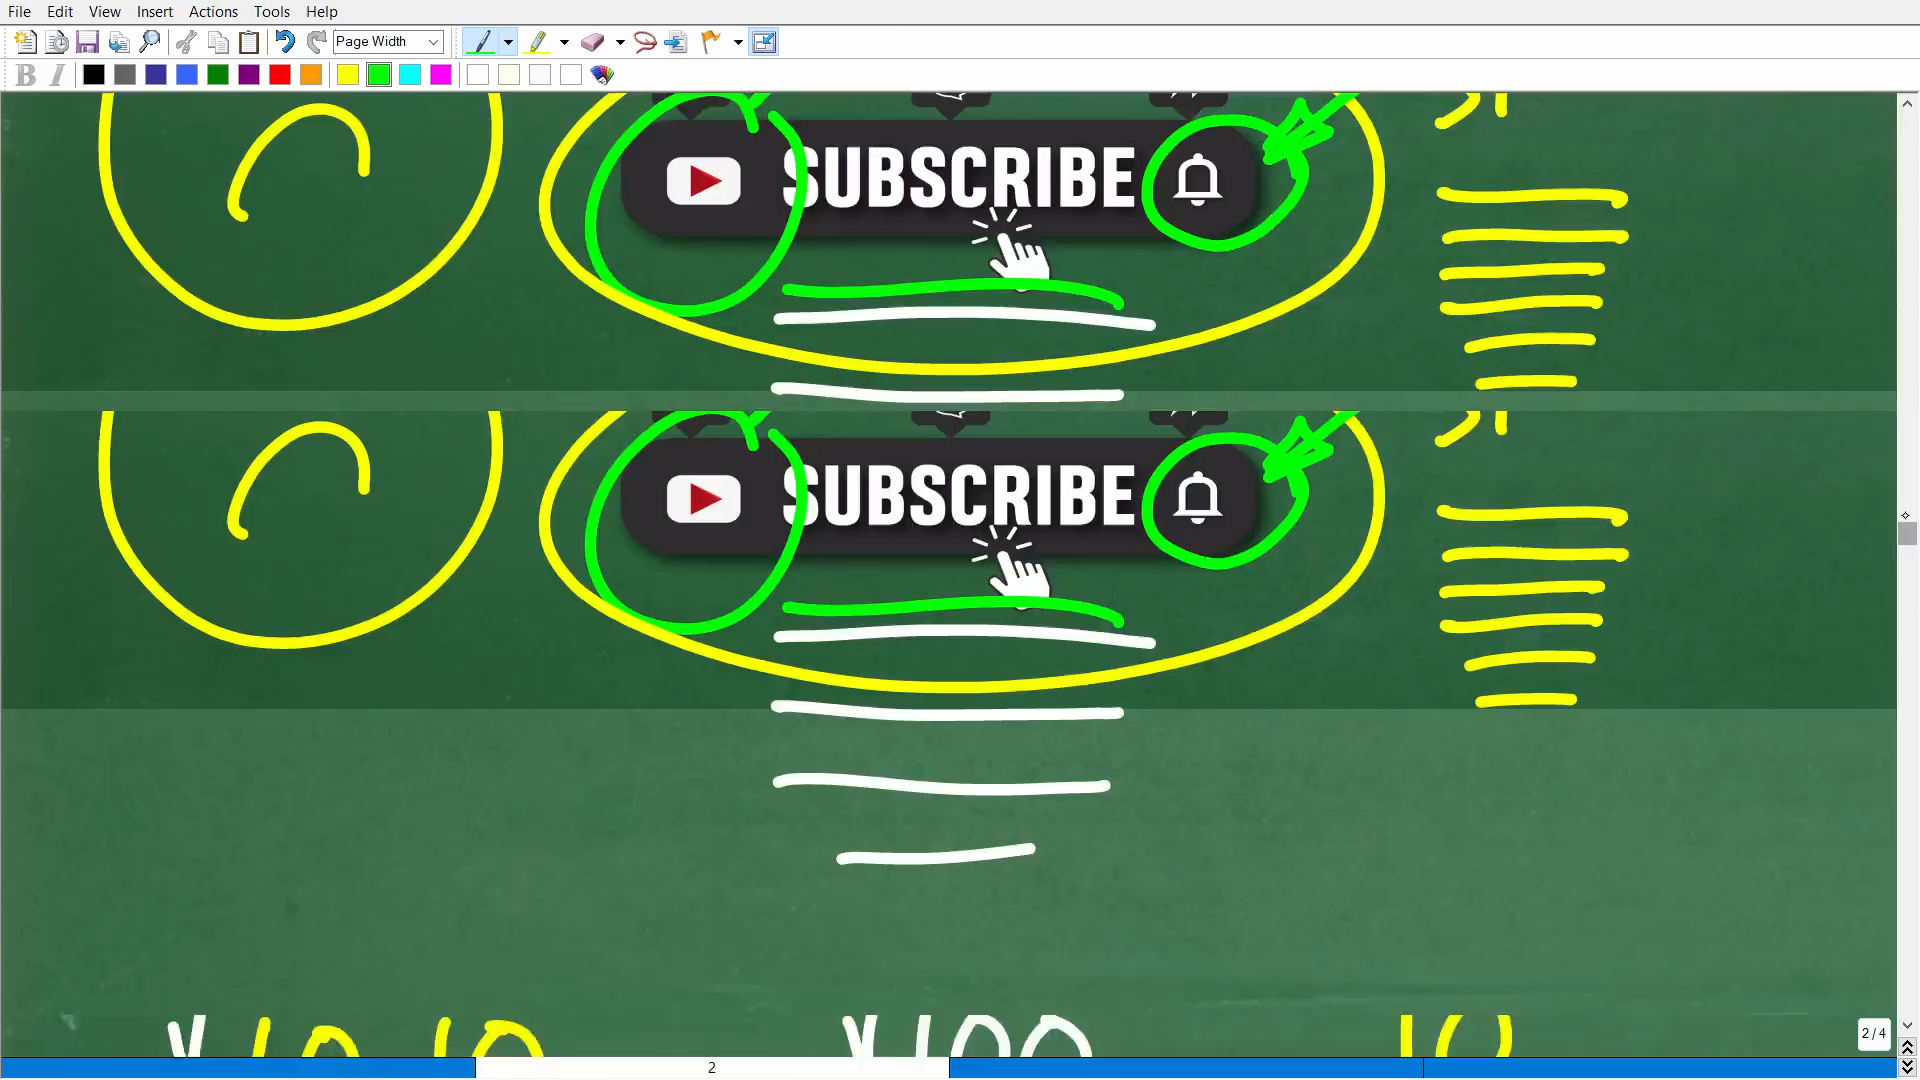 File Edit View Insert Actions Tools Help
Page Width
B I
SUBSCRIBE
SUBSCRIBE
2 / 4
2